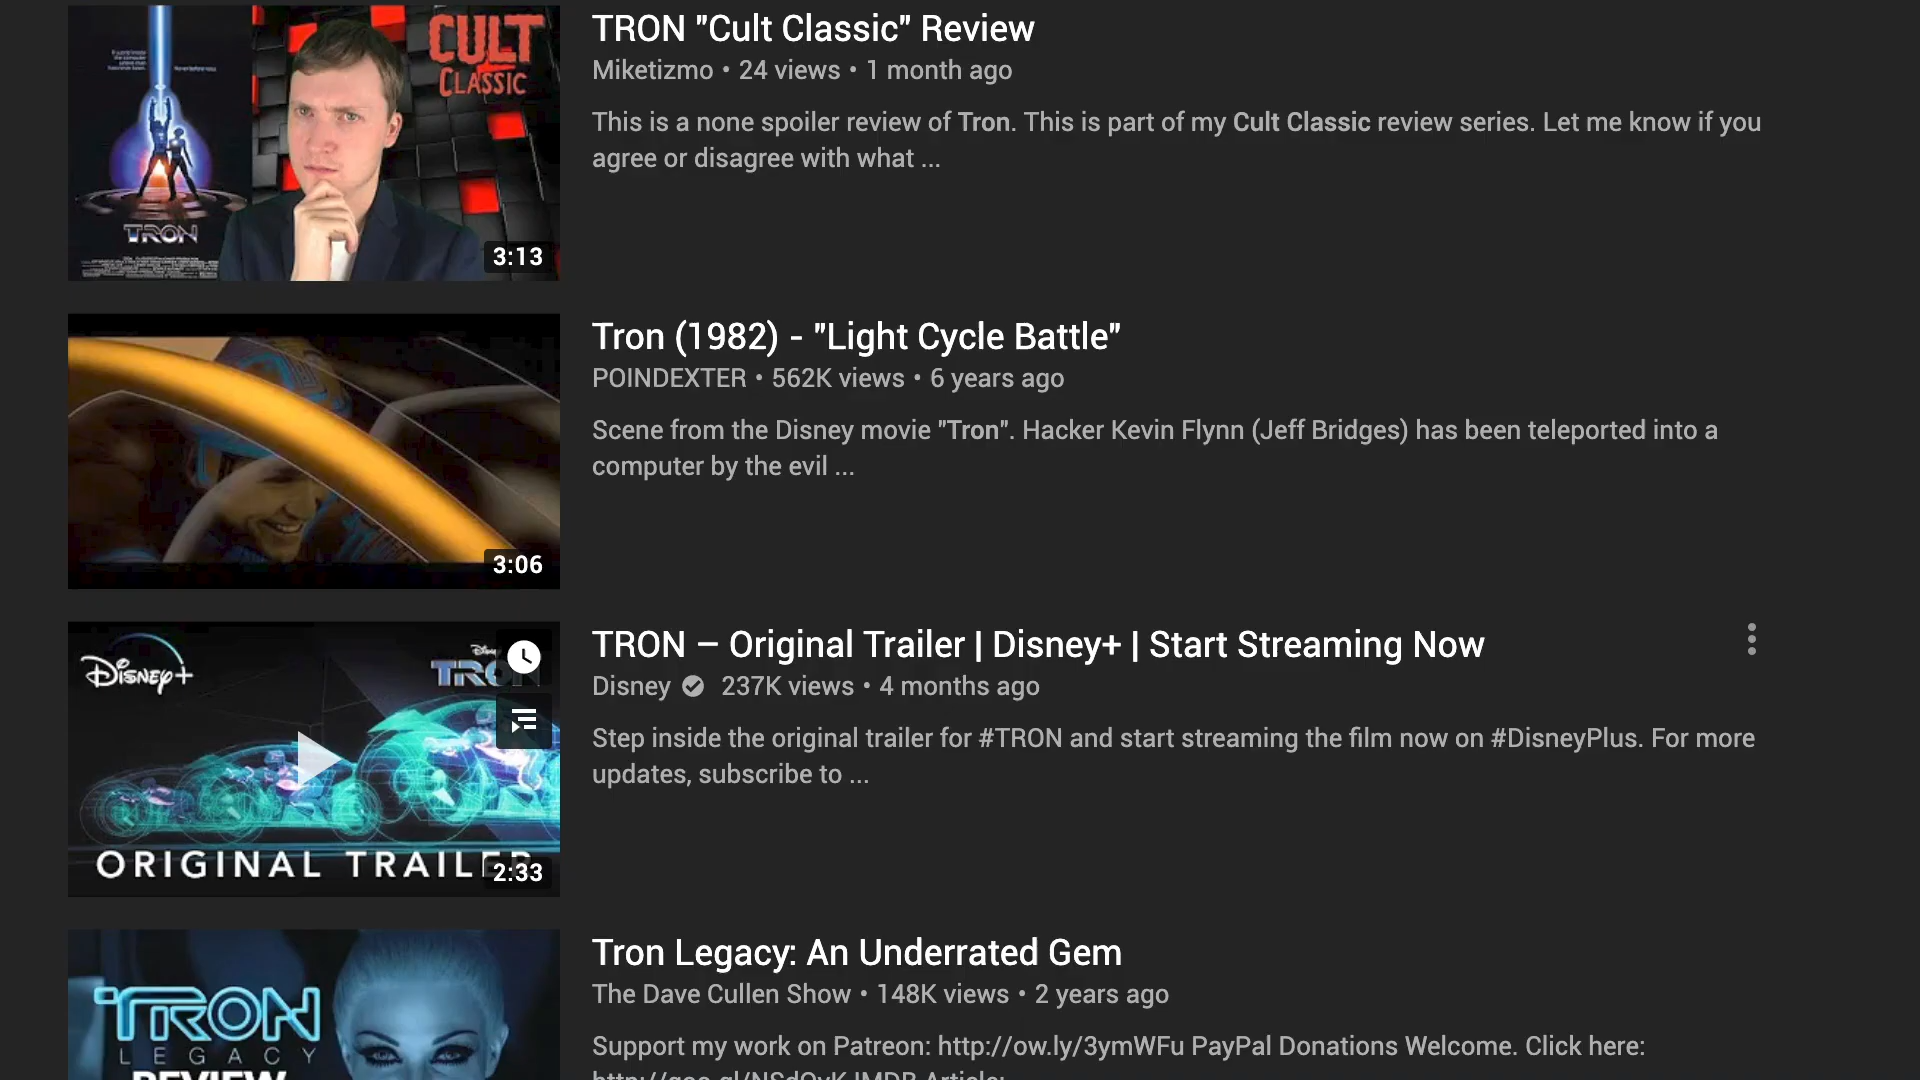 CULT
CLASSIC
TRON
3:13
TRON "Cult Classic" Review
Miketizmo • 24 views • 1 month ago
This is a none spoiler review of Tron. This is part of my Cult Classic review series. Let me know if you
agree or disagree with what ...
3:06
Tron (1982) - "Light Cycle Battle"
POINDEXTER • 562K views • 6 years ago
Scene from the Disney movie "Tron". Hacker Kevin Flynn (Jeff Bridges) has been teleported into a
computer by the evil ...
Disney+
Disney
TRON
ORIGINAL TRAILER
2:33
TRON – Original Trailer | Disney+ | Start Streaming Now
Disney 237K views • 4 months ago
Step inside the original trailer for #TRON and start streaming the film now on #DisneyPlus. For more
updates, subscribe to ...
TRON
LEGACY
REVIEW
Tron Legacy: An Underrated Gem
The Dave Cullen Show • 148K views • 2 years ago
Support my work on Patreon: http://ow.ly/3ymWFu PayPal Donations Welcome. Click here: